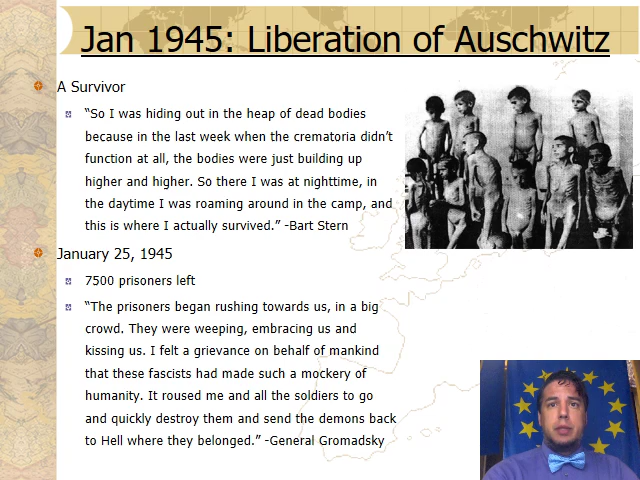 Jan 1945: Liberation of Auschwitz
A Survivor
“So I was hiding out in the heap of dead bodies
because in the last week when the crematoria didn’t
function at all, the bodies were just building up
higher and higher. So there I was at nighttime, in
the daytime I was roaming around in the camp, and
this is where I actually survived.” -Bart Stern
January 25, 1945
7500 prisoners left
“The prisoners began rushing towards us, in a big
crowd. They were weeping, embracing us and
kissing us. I felt a grievance on behalf of mankind
that these fascists had made such a mockery of
humanity. It roused me and all the soldiers to go
and quickly destroy them and send the demons back
to Hell where they belonged.” -General Gromadsky